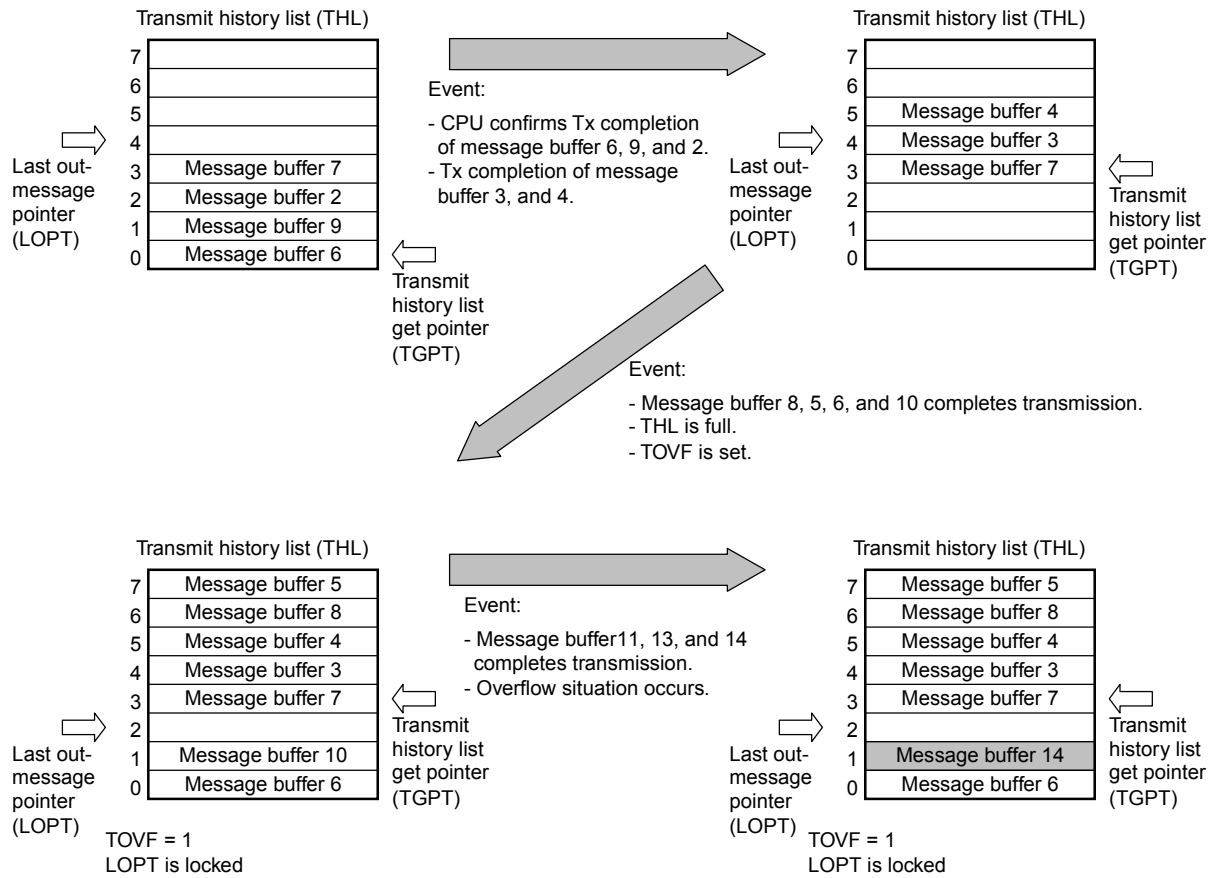 Transmit history list (THL)
7
6
5
4
3 Message buffer 7
2 Message buffer 2
1 Message buffer 9
0 Message buffer 6
Last out-
message
pointer
(LOPT)
Transmit
history list
get pointer
(TGPT)
Event:
- CPU confirms Tx completion
of message buffer 6, 9, and 2.
- Tx completion of message
buffer 3, and 4.
Transmit history list (THL)
7
6
5 Message buffer 4
4 Message buffer 3
3 Message buffer 7
2
1
0
Last out-
message
pointer
(LOPT)
Transmit
history list
get pointer
(TGPT)
Event:
- Message buffer 8, 5, 6, and 10 completes transmission.
- THL is full.
- TOVF is set.
Transmit history list (THL)
7 Message buffer 5
6 Message buffer 8
5 Message buffer 4
4 Message buffer 3
3 Message buffer 7
2
1 Message buffer 10
0 Message buffer 6
Last out-
message
pointer
(LOPT)
Transmit
history list
get pointer
(TGPT)
TOVF = 1
LOPT is locked
Event:
- Message buffer11, 13, and 14
completes transmission.
- Overflow situation occurs.
Transmit history list (THL)
7 Message buffer 5
6 Message buffer 8
5 Message buffer 4
4 Message buffer 3
3 Message buffer 7
2
1 Message buffer 14
0 Message buffer 6
Last out-
message
pointer
(LOPT)
Transmit
history list
get pointer
(TGPT)
TOVF = 1
LOPT is locked